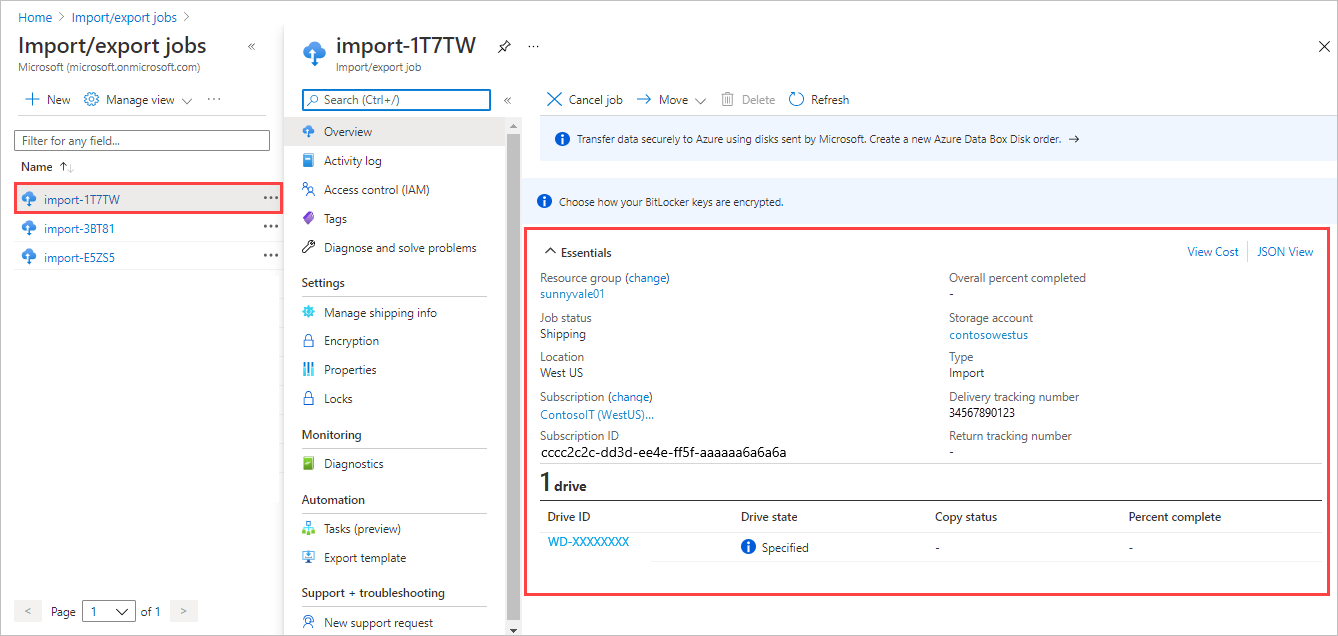 Home > Import/export jobs >
Import/export jobs
Microsoft (microsoft.onmicrosoft.com)
New
Manage view
Filter for any field...
Name
import-1T7TW
import-3BT81
import-E5ZS5
< Page 1 of 1 >
import-1T7TW
Import/export job
Search (Ctrl+/)
Overview
Activity log
Access control (IAM)
Tags
Diagnose and solve problems
Settings
Manage shipping info
Encryption
Properties
Locks
Monitoring
Diagnostics
Automation
Tasks (preview)
Export template
Support + troubleshooting
New support request
Cancel job
Move
Delete
Refresh
Transfer data securely to Azure using disks sent by Microsoft. Create a new Azure Data Box Disk order. →
Choose how your BitLocker keys are encrypted.
Essentials
View Cost
JSON View
Resource group (change)
sunnyvale01
Job status
Shipping
Location
West US
Subscription (change)
ContosoIT (WestUS)...
Subscription ID
cccc2c2c-dd3d-ee4e-ff5f-aaaaaa6a6a6a
Overall percent completed
-
Storage account
contosowestus
Type
Import
Delivery tracking number
34567890123
Return tracking number
-
1 drive
Drive ID Drive state Copy status Percent complete
WD-XXXXXXXX Specified - -